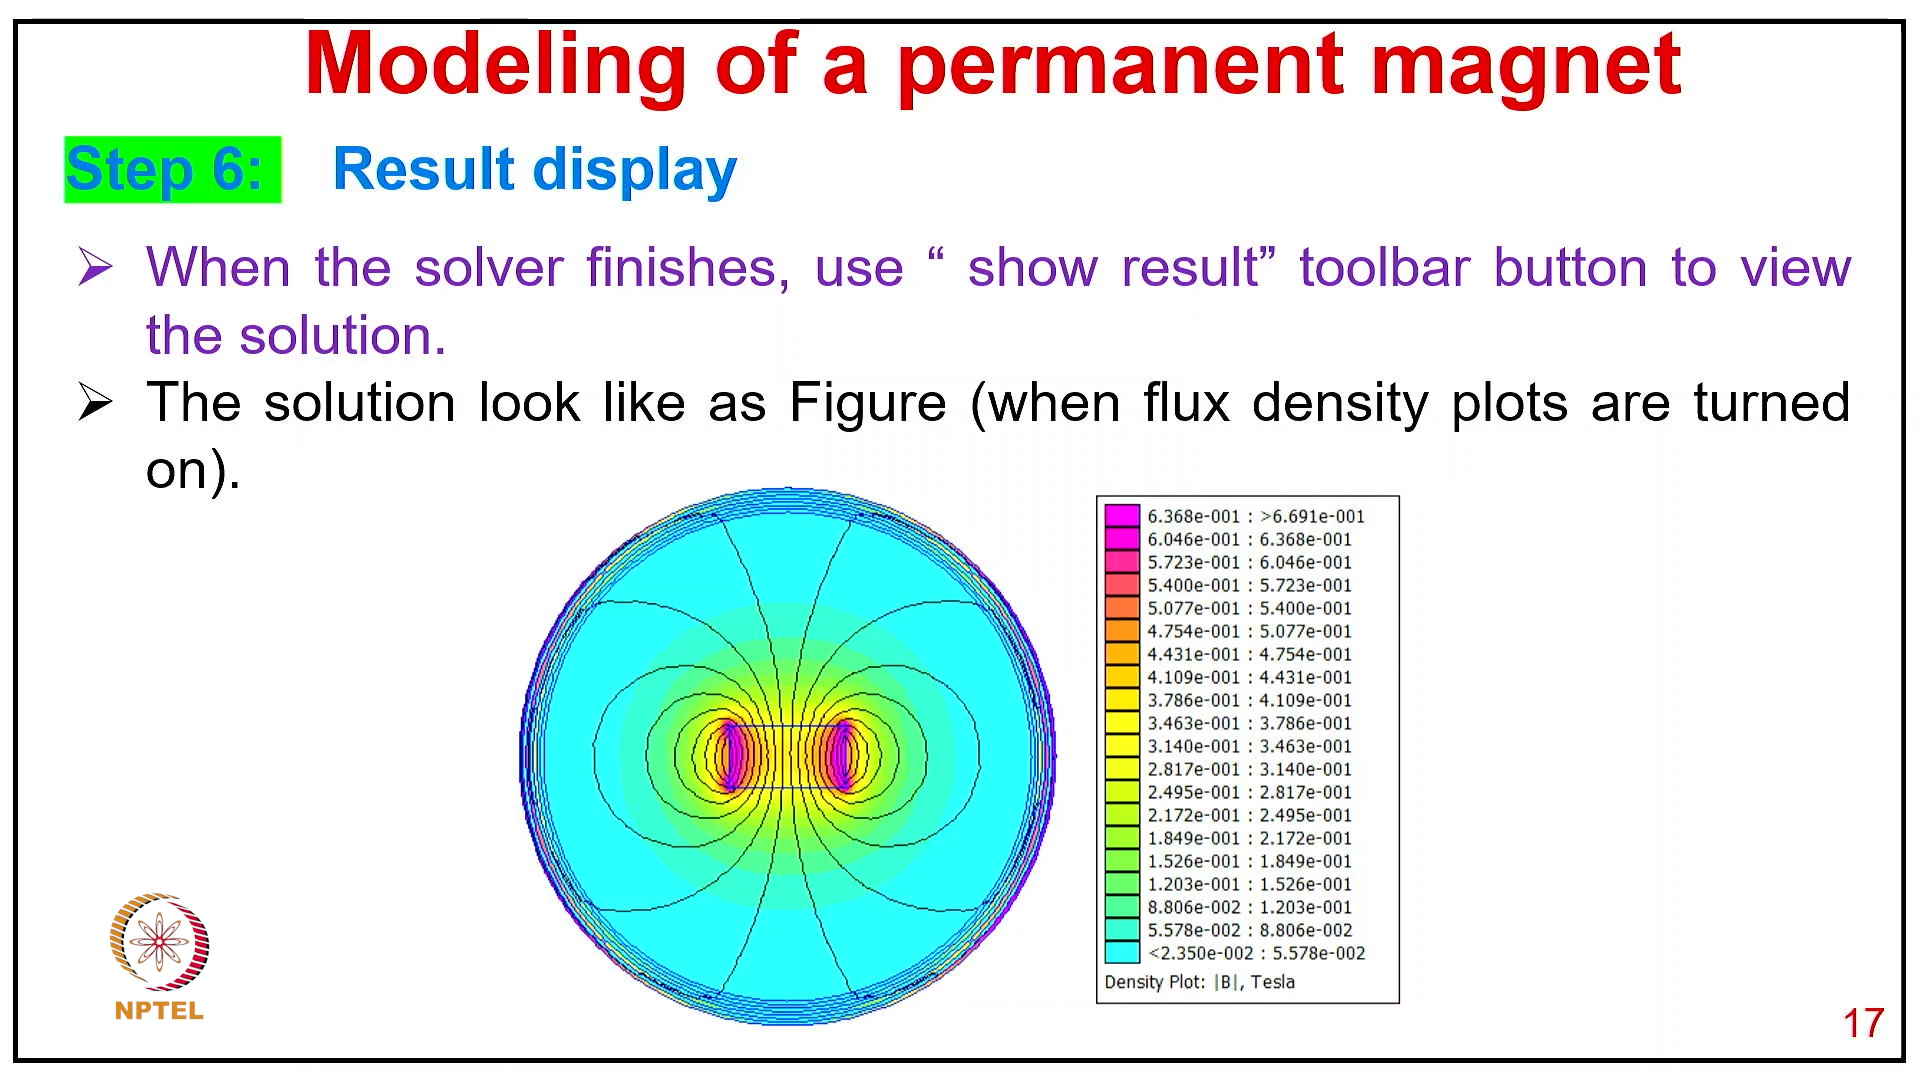 Modeling of a permanent magnet
Step 6: Result display
➢ When the solver finishes, use “ show result” toolbar button to view
the solution.
➢ The solution look like as Figure (when flux density plots are turned
on).
6.368e-001 : >6.691e-001
6.046e-001 : 6.368e-001
5.723e-001 : 6.046e-001
5.400e-001 : 5.723e-001
5.077e-001 : 5.400e-001
4.754e-001 : 5.077e-001
4.431e-001 : 4.754e-001
4.109e-001 : 4.431e-001
3.786e-001 : 4.109e-001
3.463e-001 : 3.786e-001
3.140e-001 : 3.463e-001
2.817e-001 : 3.140e-001
2.495e-001 : 2.817e-001
2.172e-001 : 2.495e-001
1.849e-001 : 2.172e-001
1.526e-001 : 1.849e-001
1.203e-001 : 1.526e-001
8.806e-002 : 1.203e-001
5.578e-002 : 8.806e-002
<2.350e-002 : 5.578e-002
Density Plot: |B|, Tesla
NPTEL
17